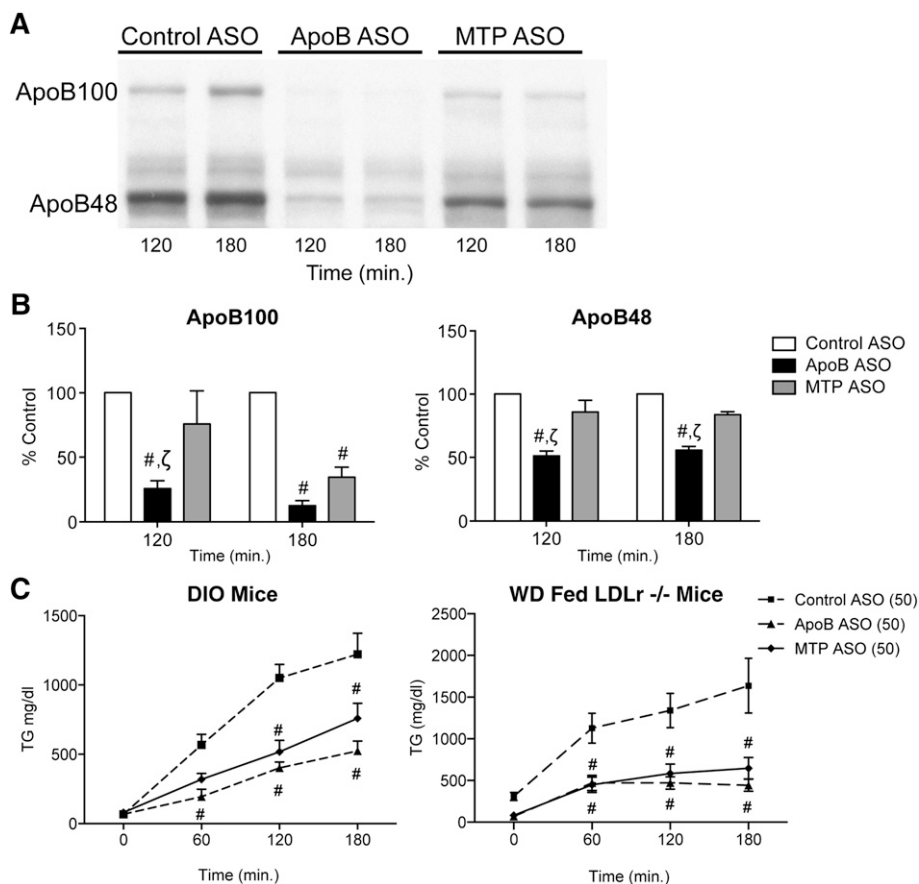 A
Control ASO ApoB ASO MTP ASO
ApoB100
ApoB48
120 180 120 180 120 180
Time (min.)
B
ApoB100
150
100
50
0
% Control
#,ζ
#
#
120 180
Time (min.)
ApoB48
150
100
50
0
% Control
#,ζ
#,ζ
120 180
Time (min.)
Control ASO
ApoB ASO
MTP ASO
C
DIO Mice
1500
1000
500
0
TG mg/dl
#
#
#
#
#
0 60 120 180
Time (min.)
WD Fed LDLr -/- Mice
2500
2000
1500
1000
500
0
TG (mg/dl)
# # #
# # #
0 60 120 180
Time (min.)
Control ASO (50)
ApoB ASO (50)
MTP ASO (50)